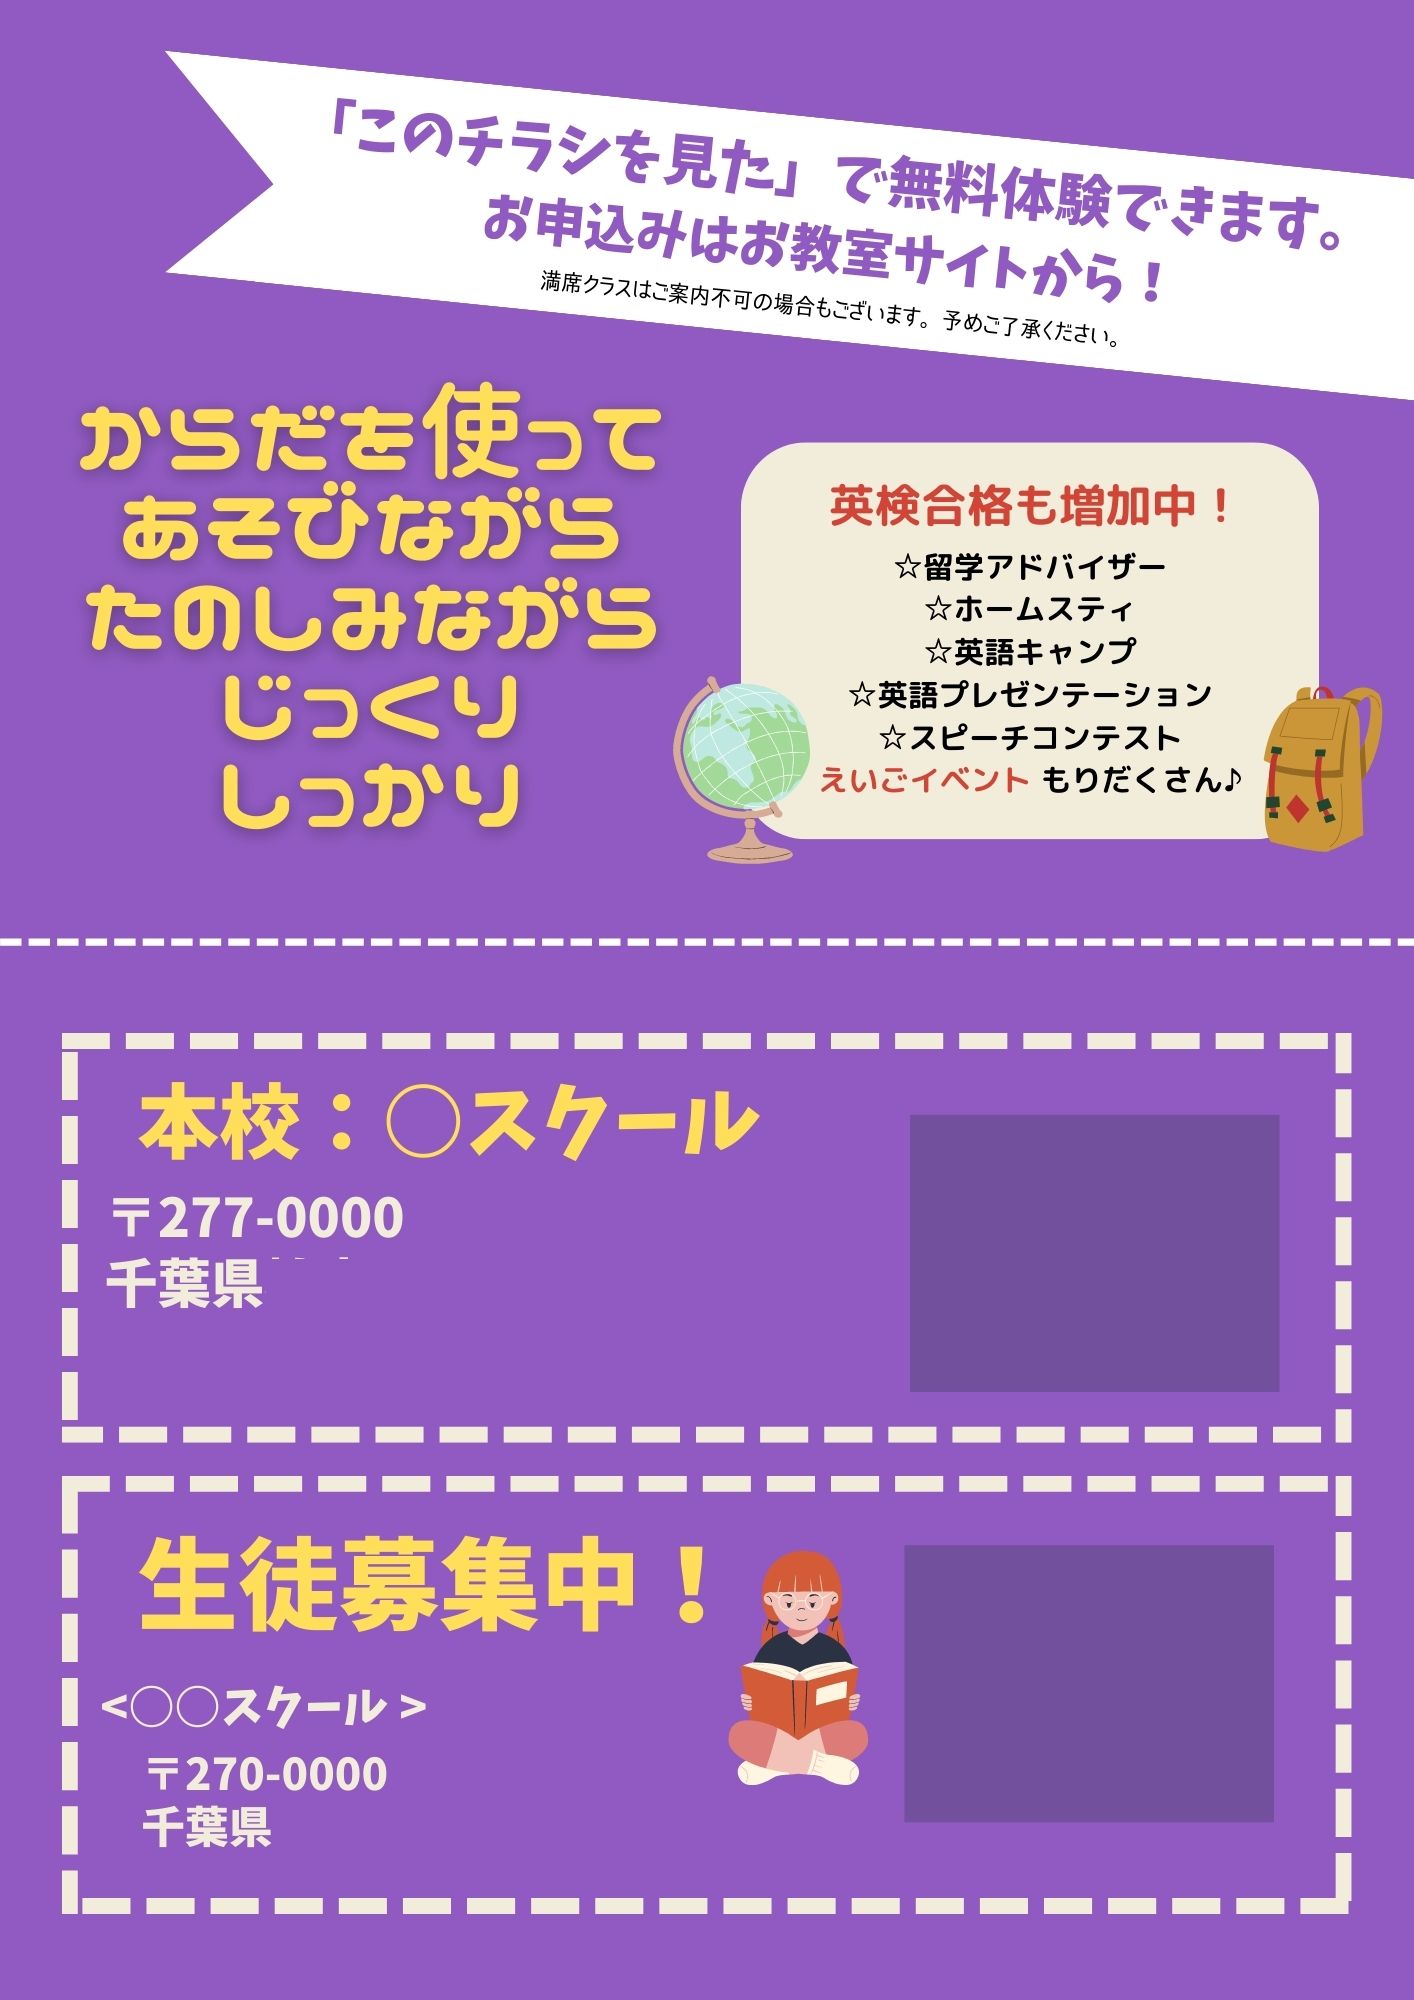 「このチラシを見た」で無料体験できます。
お申込みはお教室サイトから！
満席クラスはご案内不可の場合もございます。予めご了承ください。
からだを使って
あそびながら
たのしみながら
じっくり
しっかり
英検合格も増加中！
☆留学アドバイザー
☆ホームスティ
☆英語キャンプ
☆英語プレゼンテーション
☆スピーチコンテスト
えいごイベント もりだくさん♪
本校：◯スクール
〒277-0000
千葉県
生徒募集中！
<◯◯スクール >
〒270-0000
千葉県